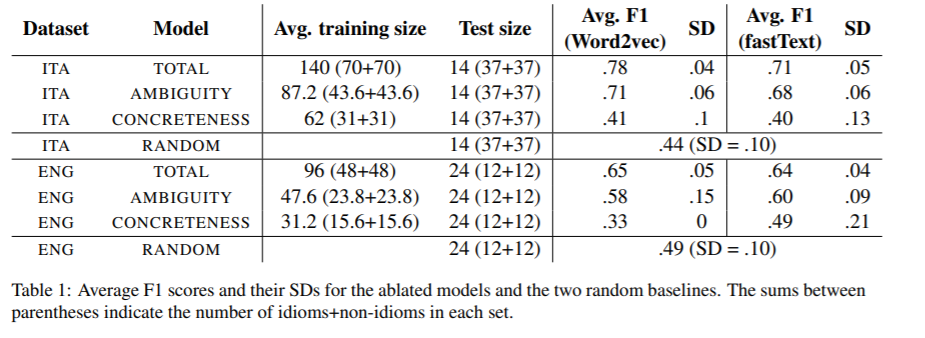 Dataset Model Avg. training size Test size Avg. F1 (Word2vec) SD Avg. F1 (fastText) SD
ITA TOTAL 140 (70+70) 14 (37+37) .78 .04 .71 .05
ITA AMBIGUITY 87.2 (43.6+43.6) 14 (37+37) .71 .06 .68 .06
ITA CONCRETENESS 62 (31+31) 14 (37+37) .41 .1 .40 .13
ITA RANDOM 14 (37+37) .44 (SD = .10)
ENG TOTAL 96 (48+48) 24 (12+12) .65 .05 .64 .04
ENG AMBIGUITY 47.6 (23.8+23.8) 24 (12+12) .58 .15 .60 .09
ENG CONCRETENESS 31.2 (15.6+15.6) 24 (12+12) .33 0 .49 .21
ENG RANDOM 24 (12+12) .49 (SD = .10)
Table 1: Average F1 scores and their SDs for the ablated models and the two random baselines. The sums between
parentheses indicate the number of idioms+non-idioms in each set.